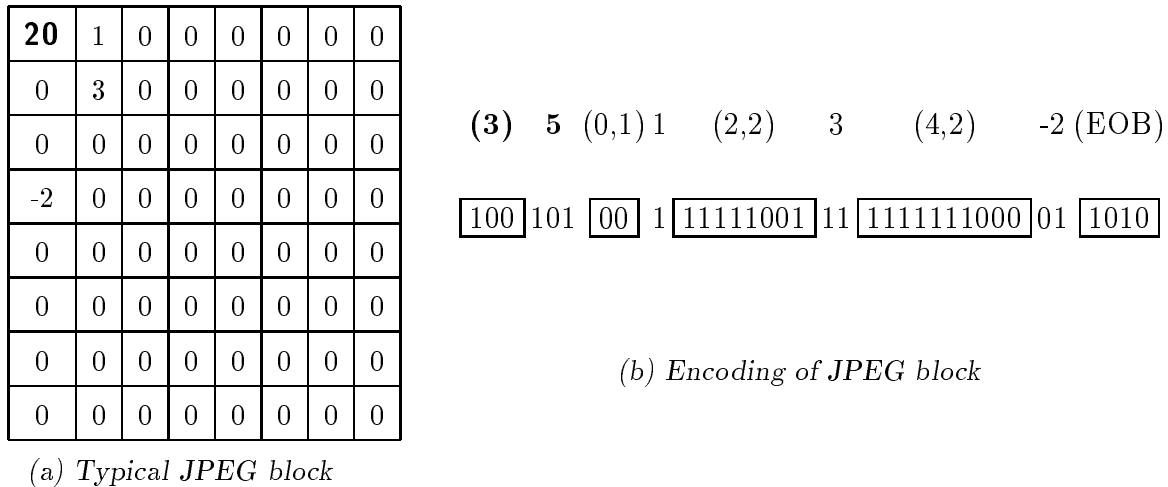 20 1 0 0 0 0 0 0
0 3 0 0 0 0 0 0
0 0 0 0 0 0 0 0
-2 0 0 0 0 0 0 0
0 0 0 0 0 0 0 0
0 0 0 0 0 0 0 0
0 0 0 0 0 0 0 0
0 0 0 0 0 0 0 0
(a) Typical JPEG block
(3) 5 (0,1) 1 (2,2) 3 (4,2) -2 (EOB)
100 101 00 1 11111001 11 1111111000 01 1010
(b) Encoding of JPEG block